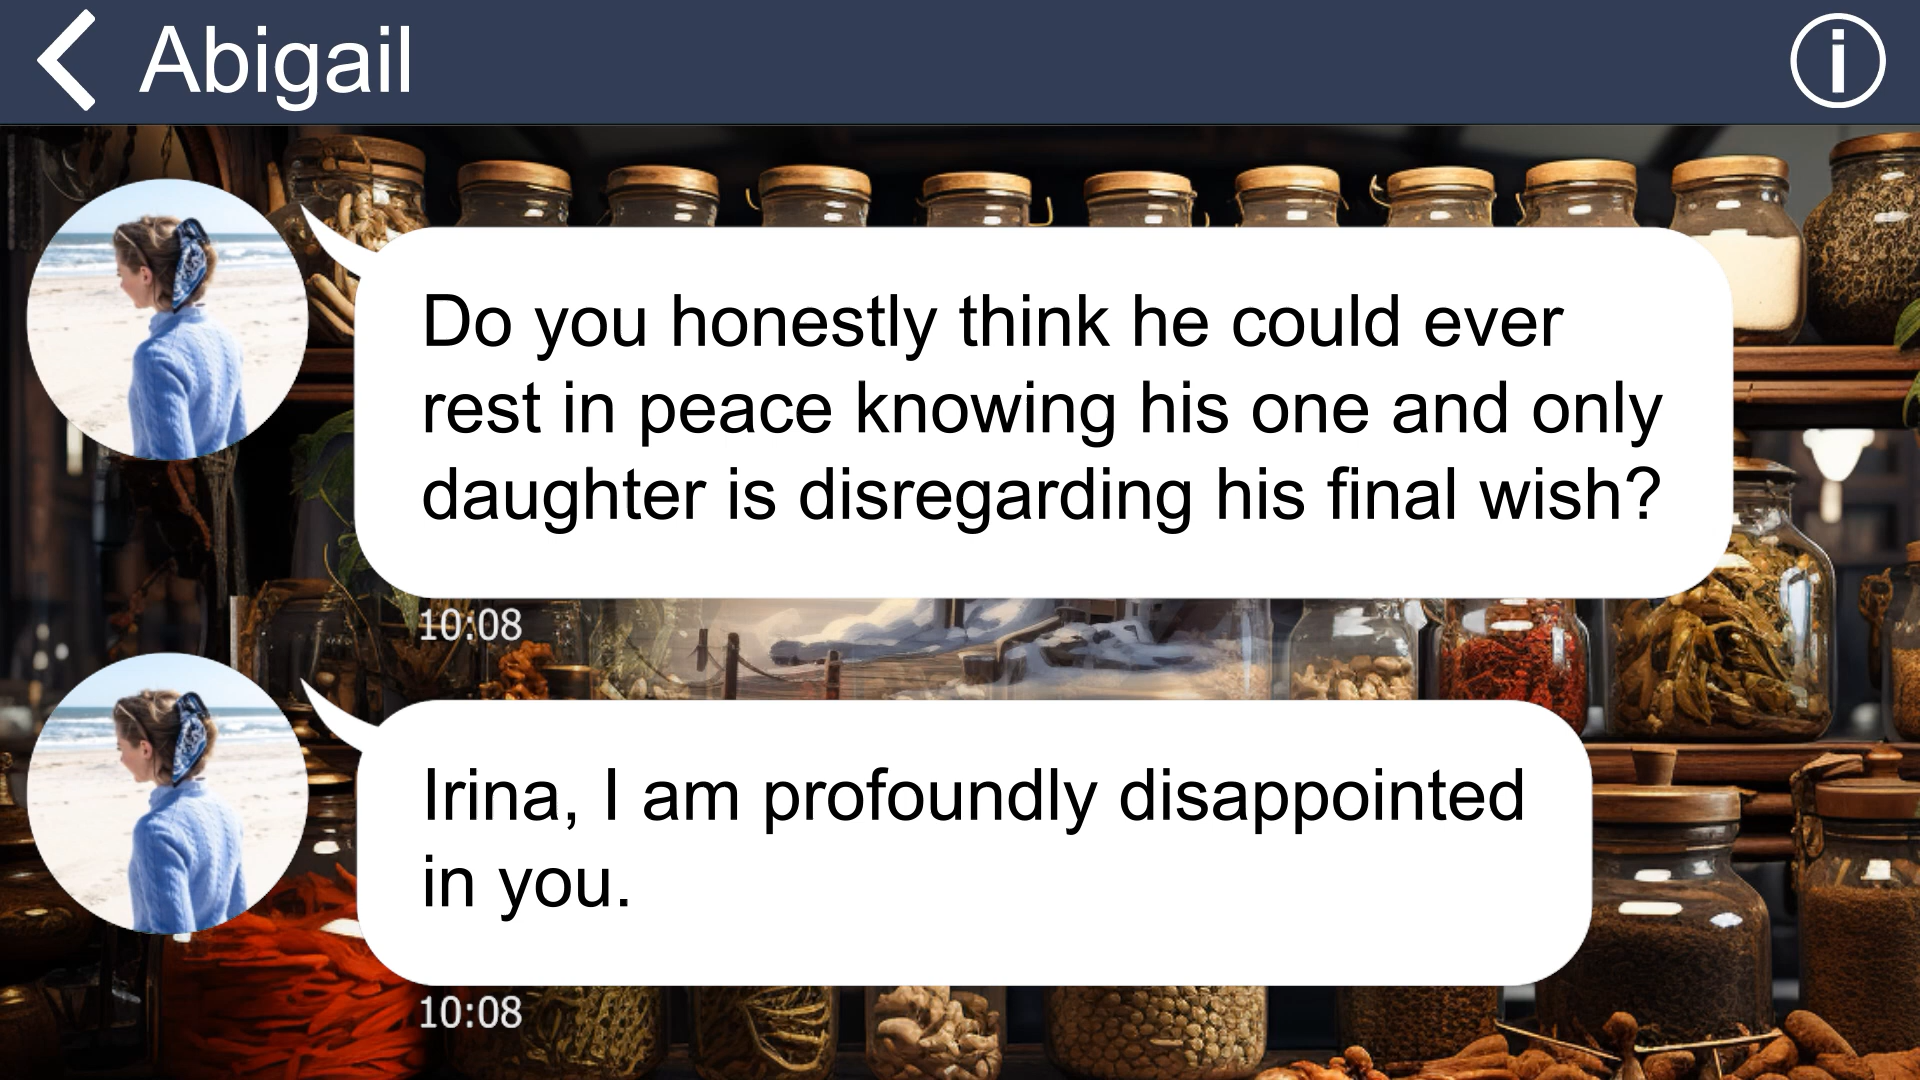 Abigail
Do you honestly think he could ever
rest in peace knowing his one and only
daughter is disregarding his final wish?
10:08
Irina, I am profoundly disappointed
in you.
10:08